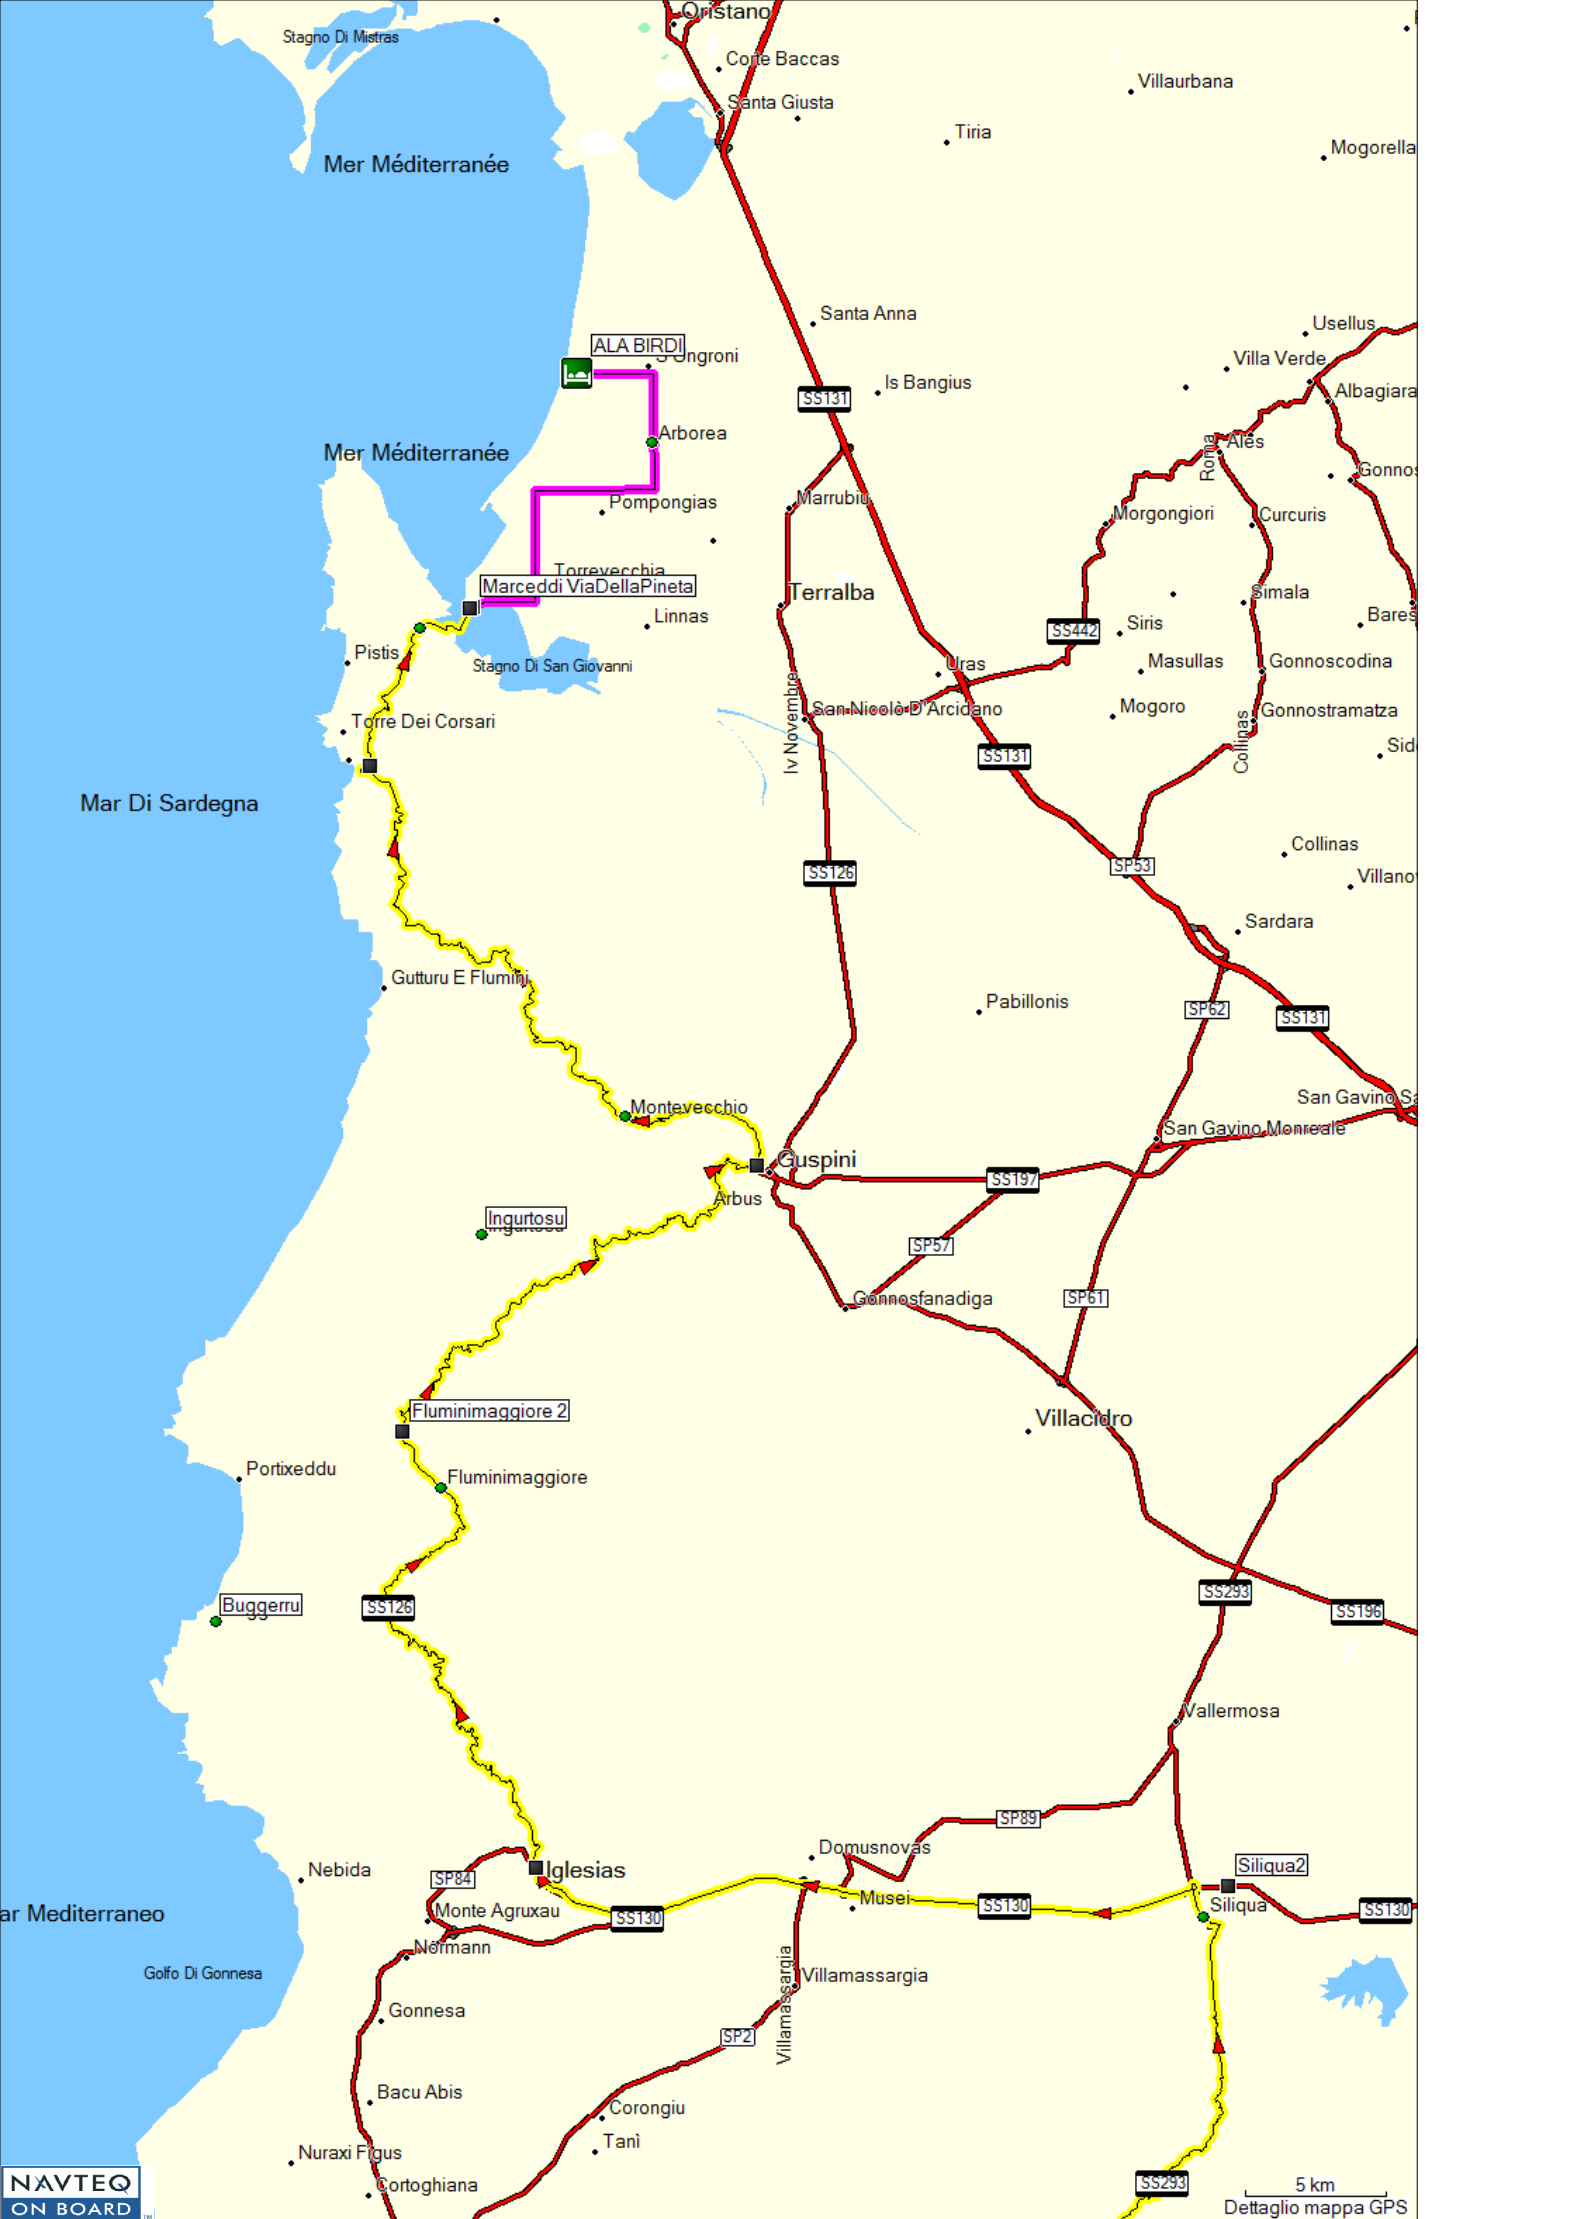 Oristano
Stagno Di Mistras
Corte Baccas
Villaurbana
Santa Giusta
Tiria
Mogorella
Mer Méditerranée
Santa Anna
Usellus
ALA BIRDI
S'Ungroni
Villa Verde
Is Bangius
Albagiara
SS131
Arborea
Ales
Roma
Mer Méditerranée
Gonnos
Marrubiu
Pompongias
Morgongiori
Curcuris
Torrevecchia
Marceddi ViaDellaPineta
Terralba
Simala
Linnas
Bares
SS442
Siris
Pistis
Stagno Di San Giovanni
Uras
Masullas
Gonnoscodina
Torre Dei Corsari
Iv Novembre
San Nicolò D'Arcidano
Mogoro
Gonnostramatza
Collinas
SS131
Mar Di Sardegna
Collinas
SP53
SS126
Sardara
Gutturu E Flumini
Pabillonis
SP62
SS131
Montevecchio
San Gavino Monreale
Guspini
SS197
Arbus
Ingurtosu
SP57
Gonnosfanadiga
SP61
Fluminimaggiore 2
Villacidro
Portixeddu
Fluminimaggiore
SS293
Buggerru
SS126
SS196
Vallermosa
SP89
Domusnovas
Nebida
Iglesias
Siliqua2
SP84
Musei
SS130
Siliqua
SS130
ar Mediterraneo
Monte Agruxau
SS130
Normann
Golfo Di Gonnesa
Villamassargia
Villamassargia
Gonnesa
SP2
Bacu Abis
Corongiu
Tanì
Nuraxi Figus
Cortoghiana
SS293
5 km
Dettaglio mappa GPS
NAVTEQ
ON BOARD